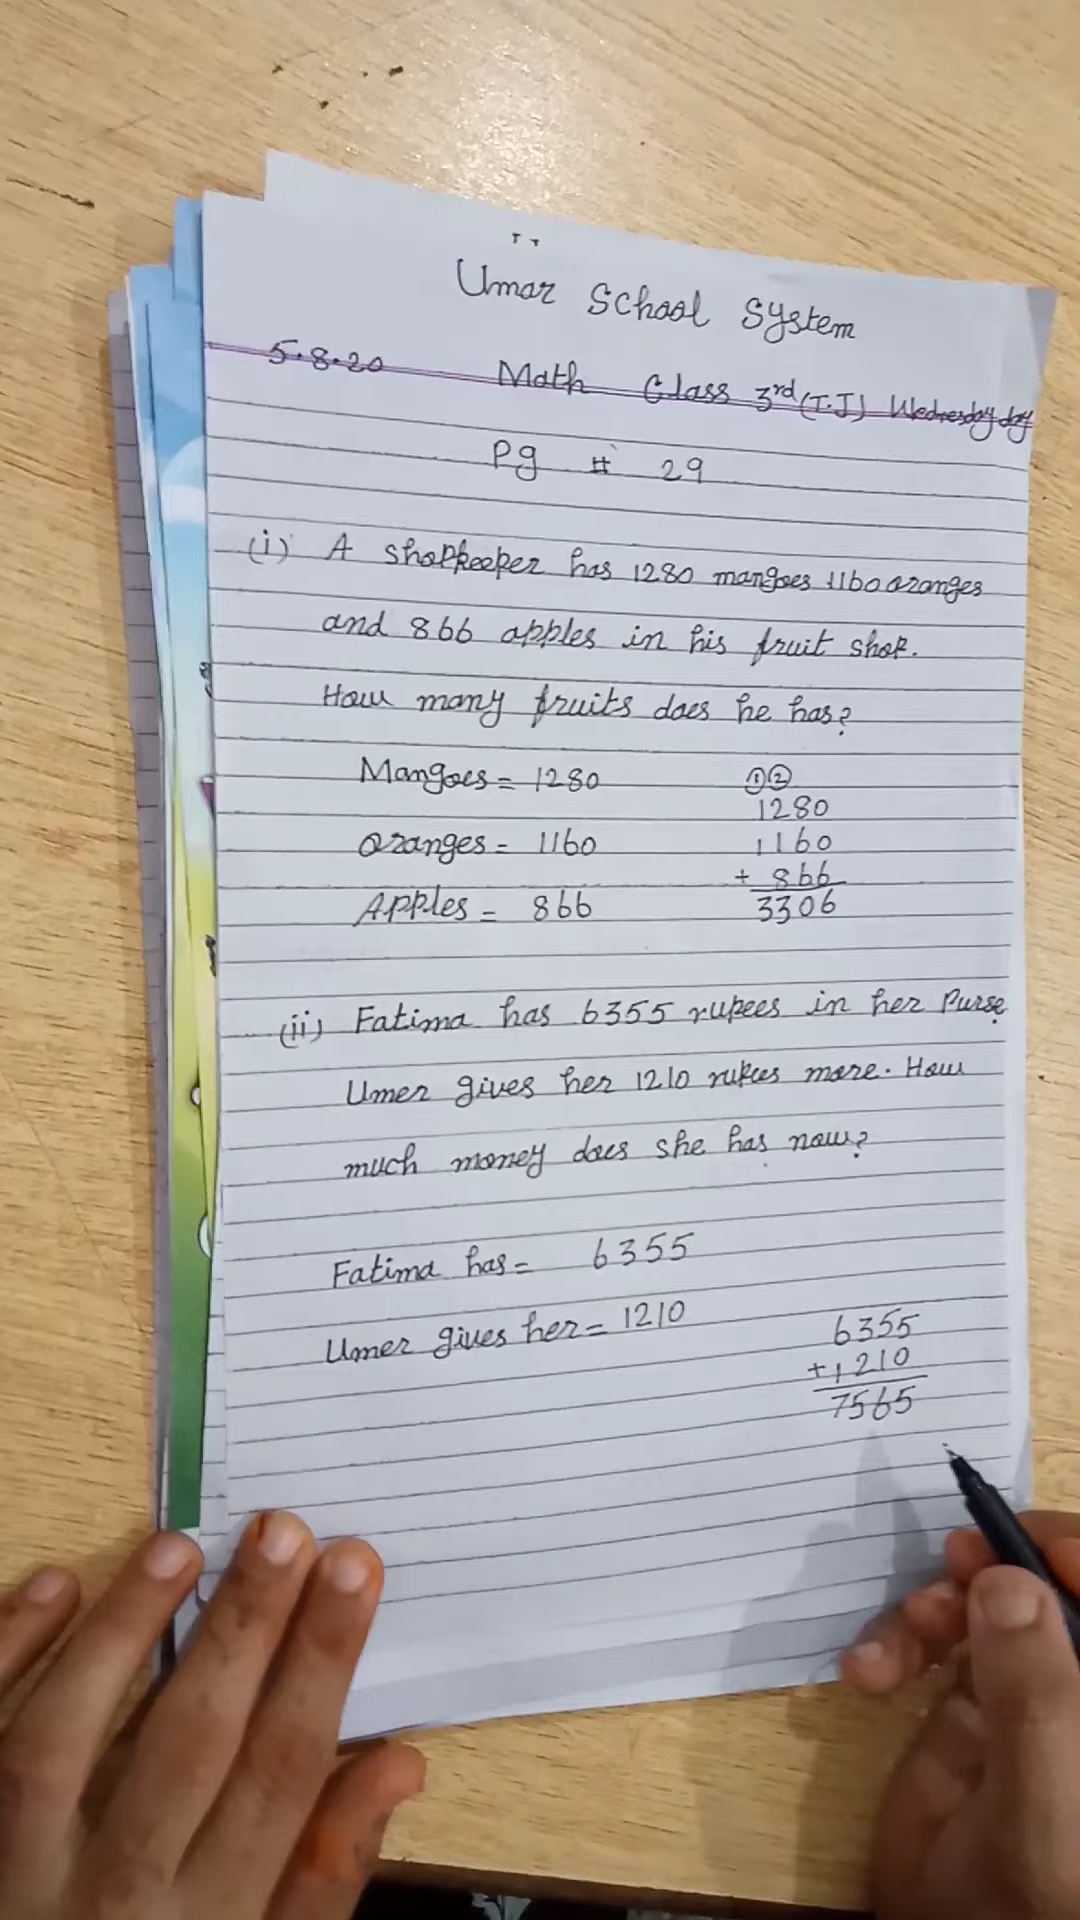 Umar School System
5.8.20 Math Class 3rd (I.J) Wednesday day
Pg # 29
(i) A shopkeeper has 1280 mangoes 1160 oranges
and 866 apples in his fruit shop.
How many fruits does he has?
Mangoes = 1280 ① ②
1280
Oranges = 1160 1160
+ 866
Apples = 866 3306
(ii) Fatima has 6355 rupees in her Purse
Umer gives her 1210 rupees more. How
much money does she has now?
Fatima has = 6355
Umer gives her = 1210 6355
+1210
7565